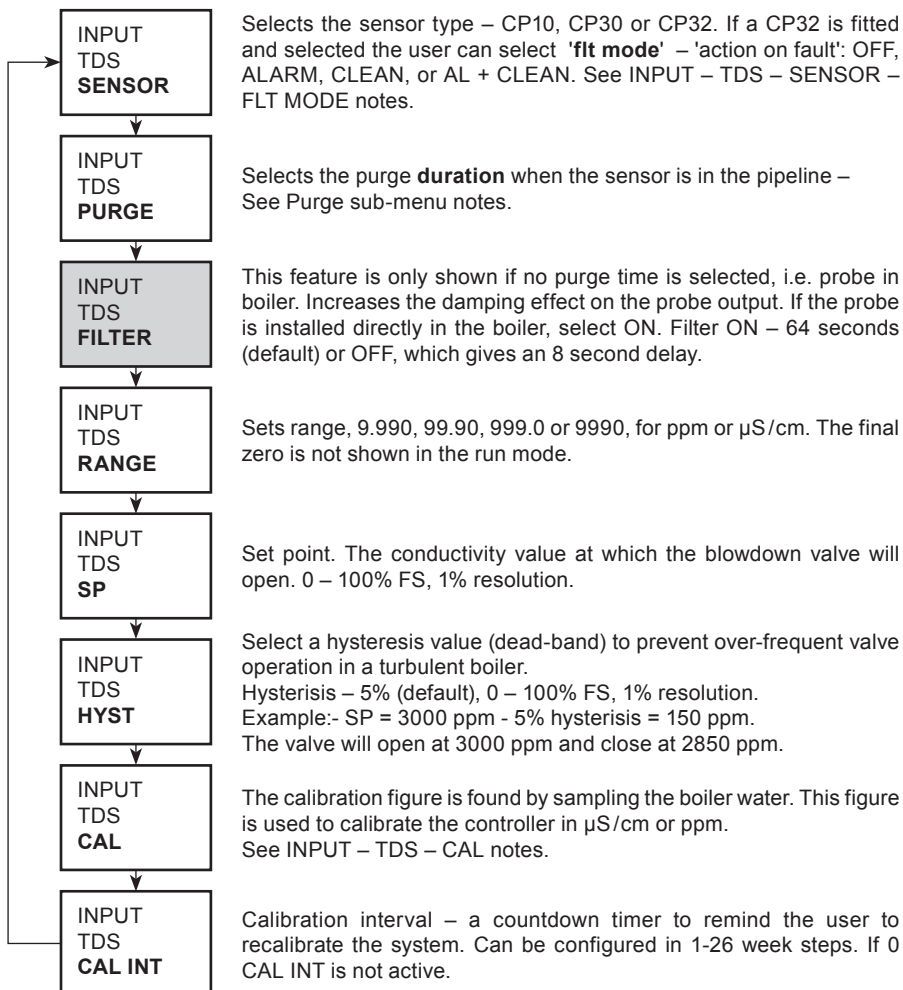 INPUT
TDS
SENSOR
Selects the sensor type – CP10, CP30 or CP32. If a CP32 is fitted
and selected the user can select 'flt mode' – 'action on fault': OFF,
ALARM, CLEAN, or AL + CLEAN. See INPUT – TDS – SENSOR –
FLT MODE notes.
INPUT
TDS
PURGE
Selects the purge duration when the sensor is in the pipeline –
See Purge sub-menu notes.
INPUT
TDS
FILTER
This feature is only shown if no purge time is selected, i.e. probe in
boiler. Increases the damping effect on the probe output. If the probe
is installed directly in the boiler, select ON. Filter ON – 64 seconds
(default) or OFF, which gives an 8 second delay.
INPUT
TDS
RANGE
Sets range, 9.990, 99.90, 999.0 or 9990, for ppm or µS/cm. The final
zero is not shown in the run mode.
INPUT
TDS
SP
Set point. The conductivity value at which the blowdown valve will
open. 0 – 100% FS, 1% resolution.
INPUT
TDS
HYST
Select a hysteresis value (dead-band) to prevent over-frequent valve
operation in a turbulent boiler.
Hysterisis – 5% (default), 0 – 100% FS, 1% resolution.
Example:- SP = 3000 ppm - 5% hysterisis = 150 ppm.
The valve will open at 3000 ppm and close at 2850 ppm.
INPUT
TDS
CAL
The calibration figure is found by sampling the boiler water. This figure
is used to calibrate the controller in µS/cm or ppm.
See INPUT – TDS – CAL notes.
INPUT
TDS
CAL INT
Calibration interval – a countdown timer to remind the user to
recalibrate the system. Can be configured in 1-26 week steps. If 0
CAL INT is not active.